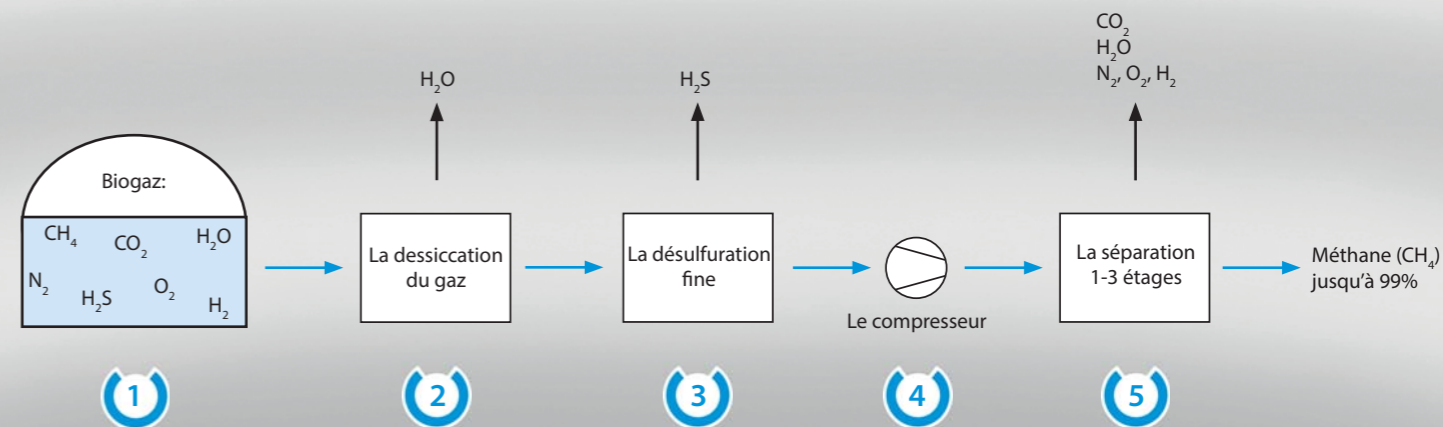 Biogaz:
CH₄ CO₂ H₂O
N₂ H₂S O₂ H₂
H₂O
La dessiccation
du gaz
H₂S
La désulfuration
fine
Le compresseur
CO₂
H₂O
N₂, O₂, H₂
La séparation
1-3 étages
Méthane (CH₄)
jusqu'à 99%
1
2
3
4
5